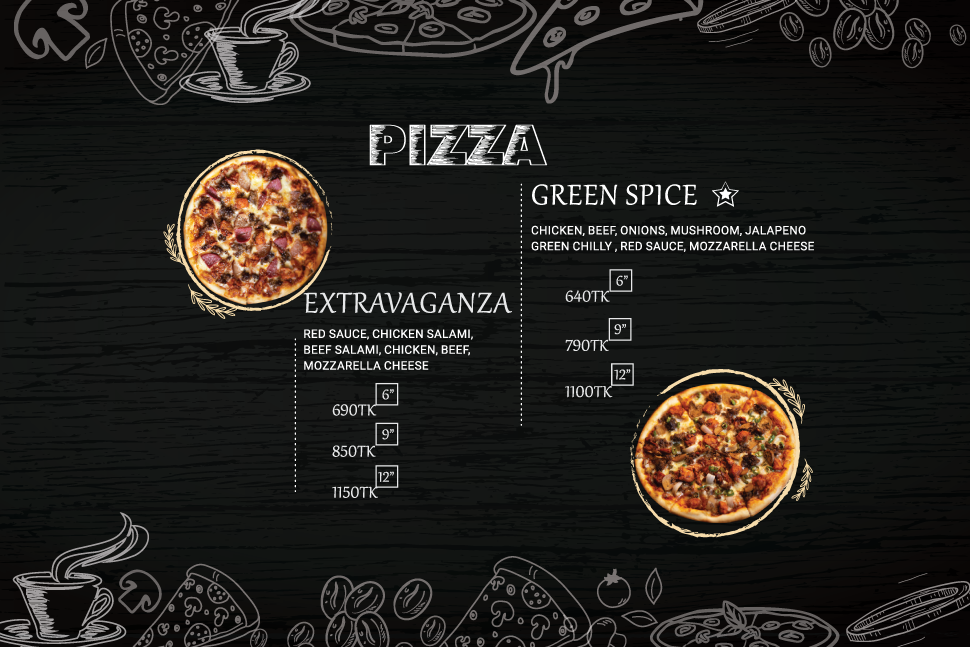 PIZZA
EXTRAVAGANZA
RED SAUCE, CHICKEN SALAMI,
BEEF SALAMI, CHICKEN, BEEF,
MOZZARELLA CHEESE
690TK 6"
850TK 9"
1150TK 12"
GREEN SPICE
CHICKEN, BEEF, ONIONS, MUSHROOM, JALAPENO
GREEN CHILLY , RED SAUCE, MOZZARELLA CHEESE
640TK 6"
790TK 9"
1100TK 12"